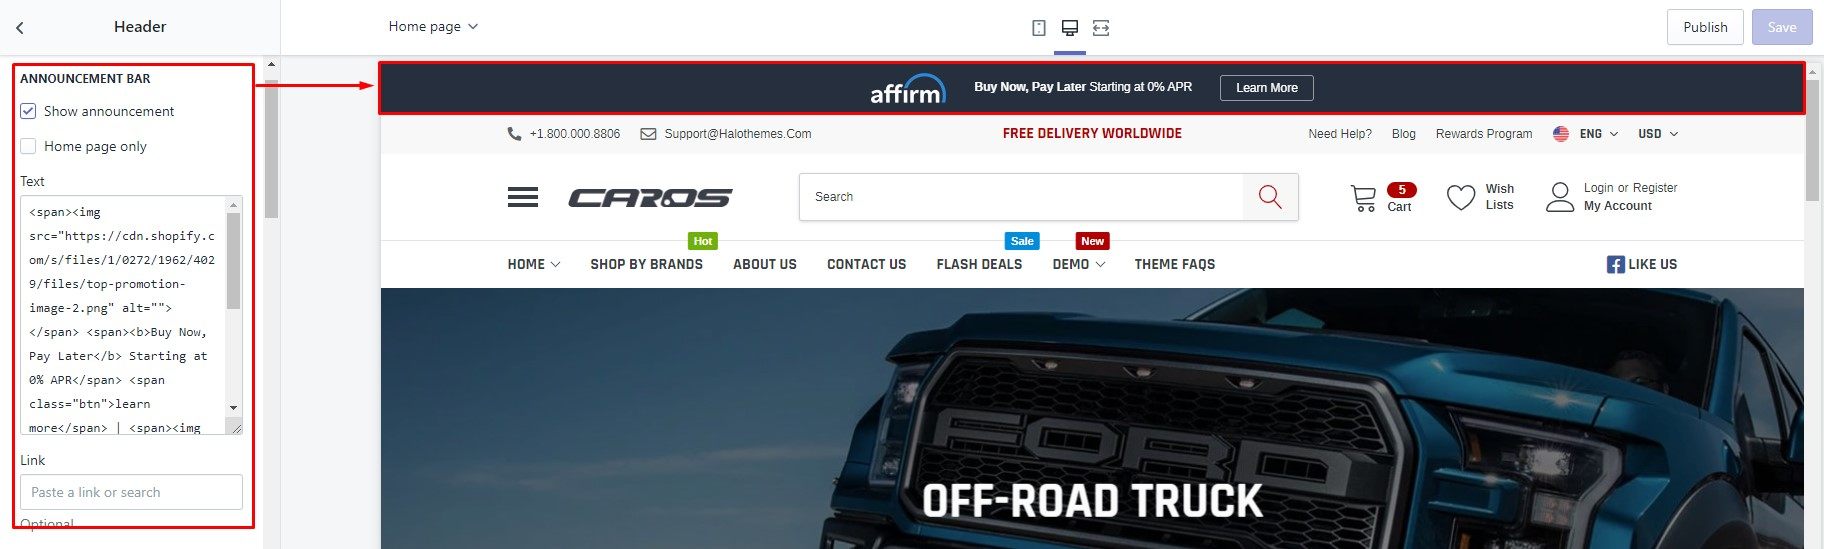 Header
Home page
Publish
Save
ANNOUNCEMENT BAR
Show announcement
Home page only
Text
<span><img
src="https://cdn.shopify.c
om/s/files/1/0272/1962/402
9/files/top-promotion-
image-2.png" alt="">
</span> <span><b>Buy Now,
Pay Later</b> Starting at
0% APR</span> <span
class="btn">learn
more</span> | <span><img
Link
Paste a link or search
Optional
affirm Buy Now, Pay Later Starting at 0% APR Learn More
+1.800.000.8806 Support@Halothemes.Com FREE DELIVERY WORLDWIDE Need Help? Blog Rewards Program ENG USD
CAROS
Search
5
Cart
Wish
Lists
Login or Register
My Account
Hot Sale New
HOME SHOP BY BRANDS ABOUT US CONTACT US FLASH DEALS DEMO THEME FAQS LIKE US
FORD
OFF-ROAD TRUCK